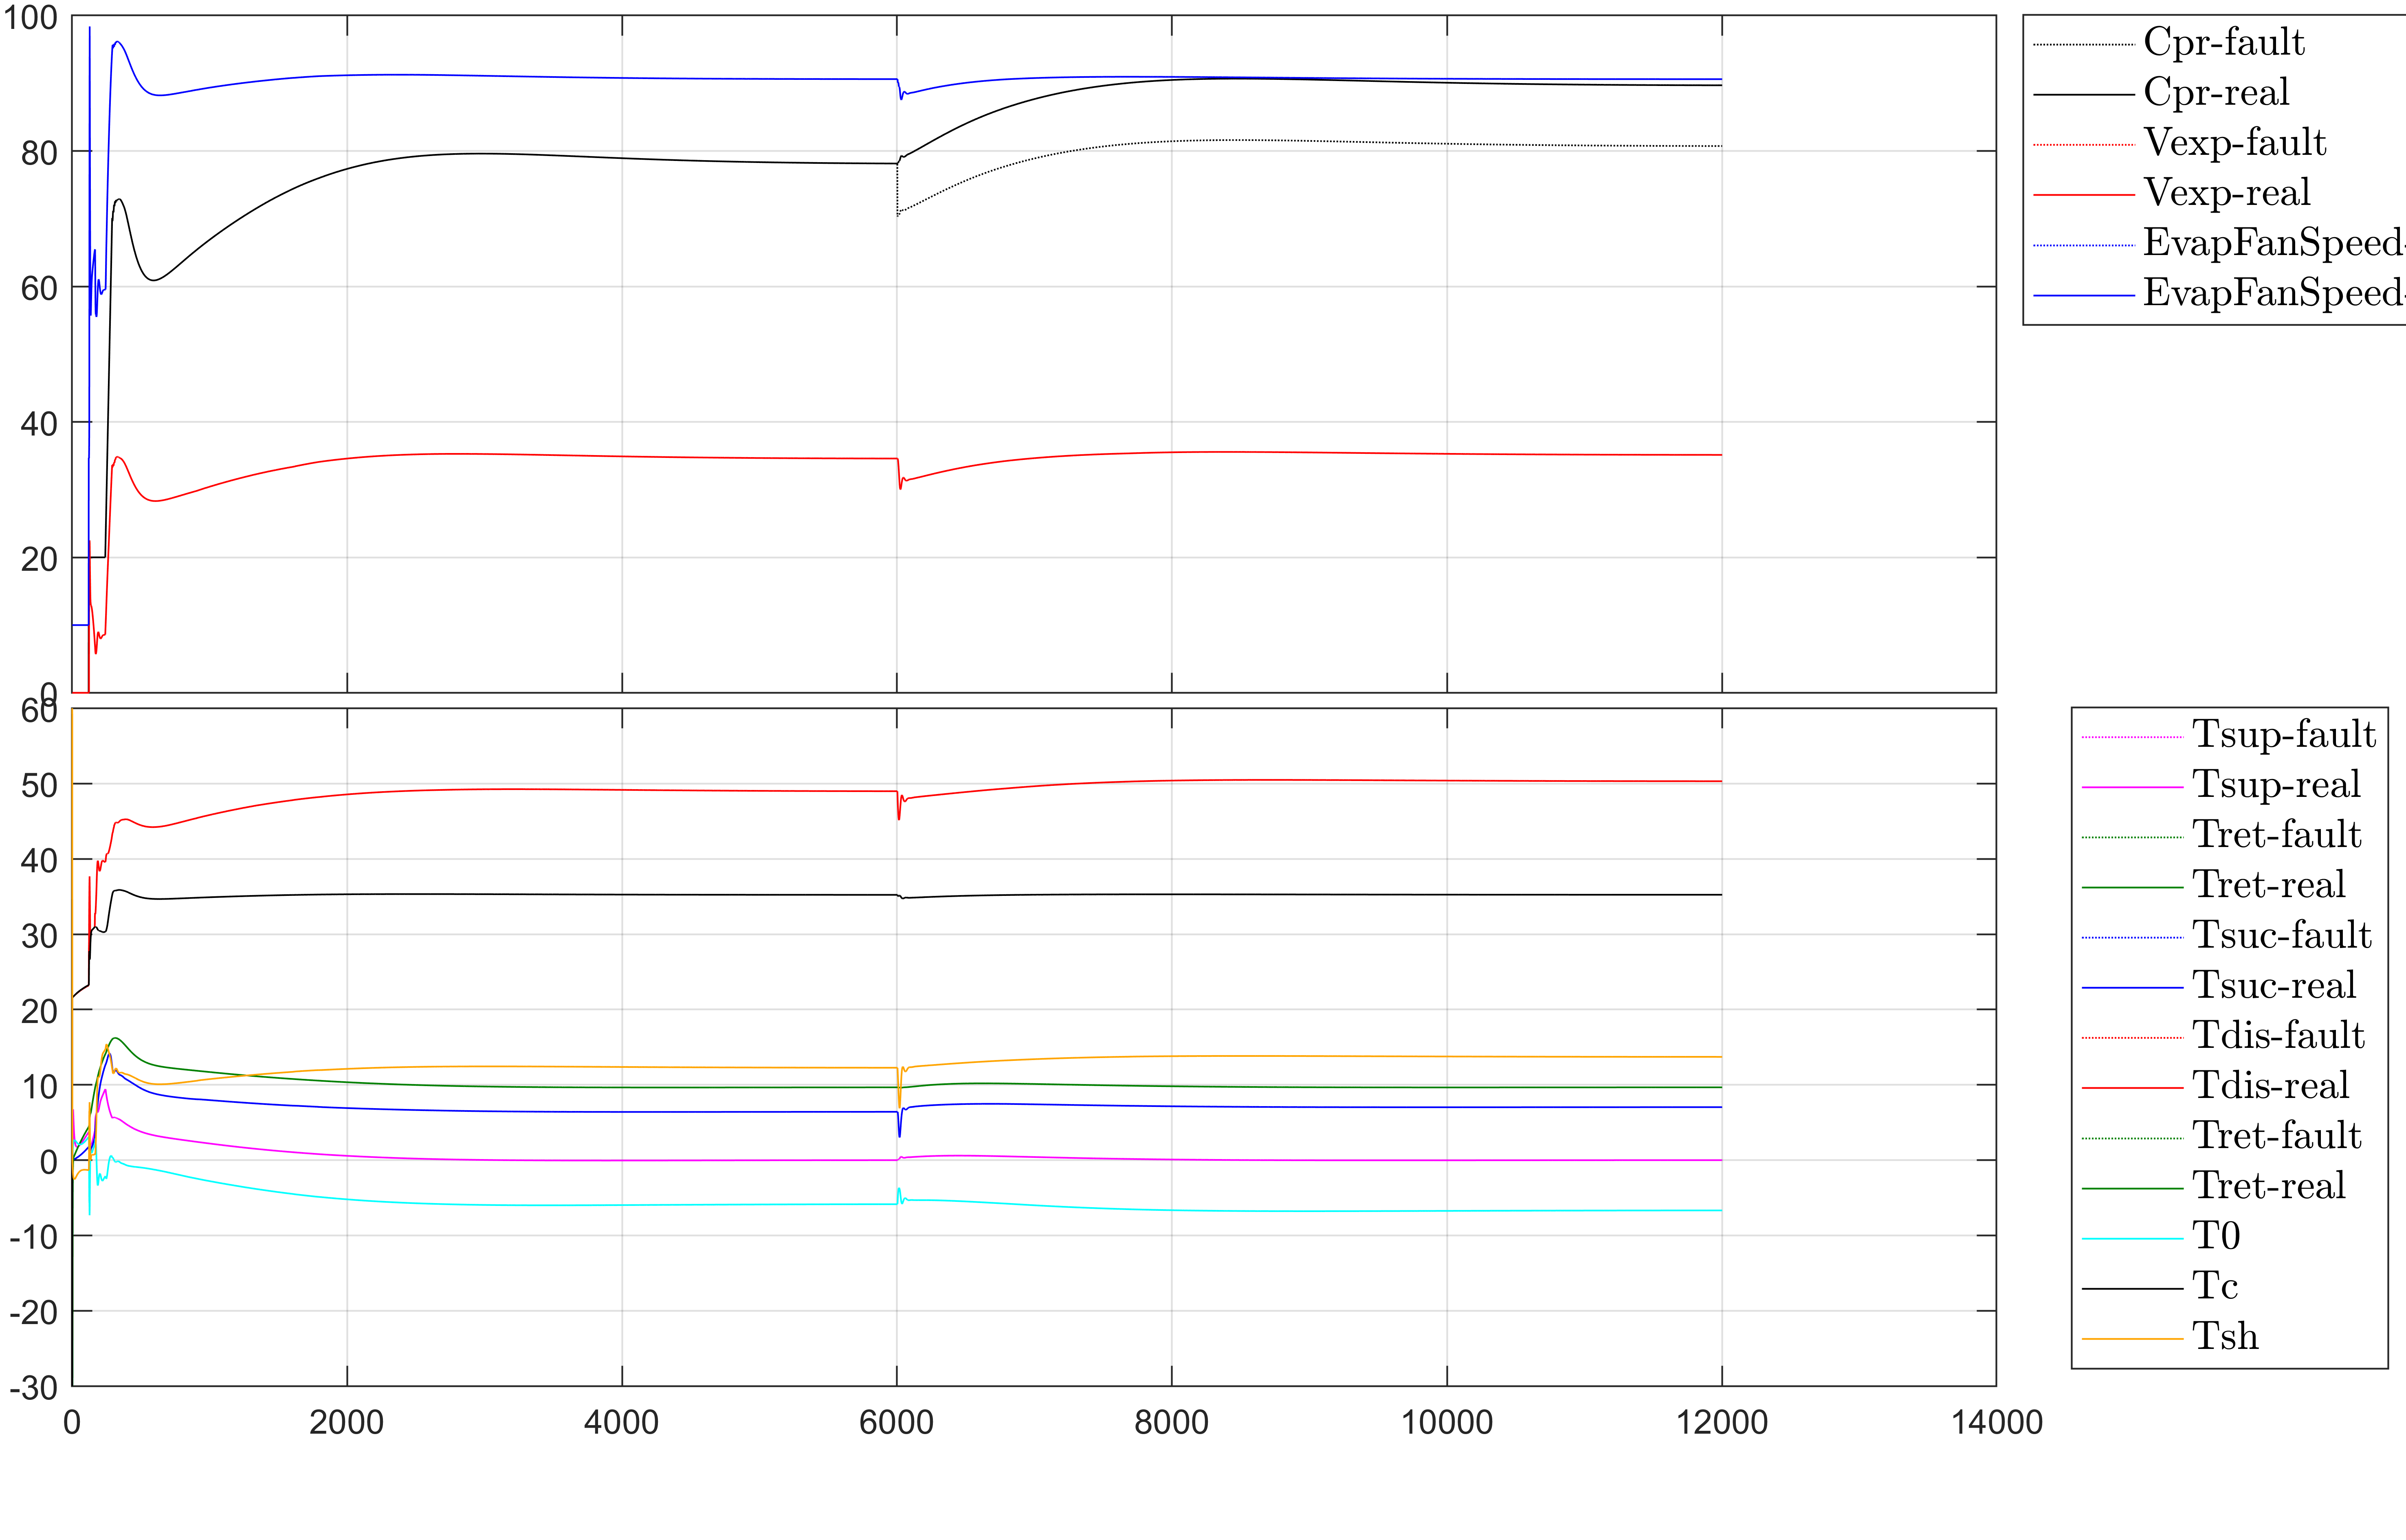 100
80
60
40
20
0
Cpr-fault
Cpr-real
Vexp-fault
Vexp-real
EvapFanSpeed-
EvapFanSpeed-
60
50
40
30
20
10
0
-10
-20
-30
0 2000 4000 6000 8000 10000 12000 14000
Tsup-fault
Tsup-real
Tret-fault
Tret-real
Tsuc-fault
Tsuc-real
Tdis-fault
Tdis-real
Tret-fault
Tret-real
T0
Tc
Tsh